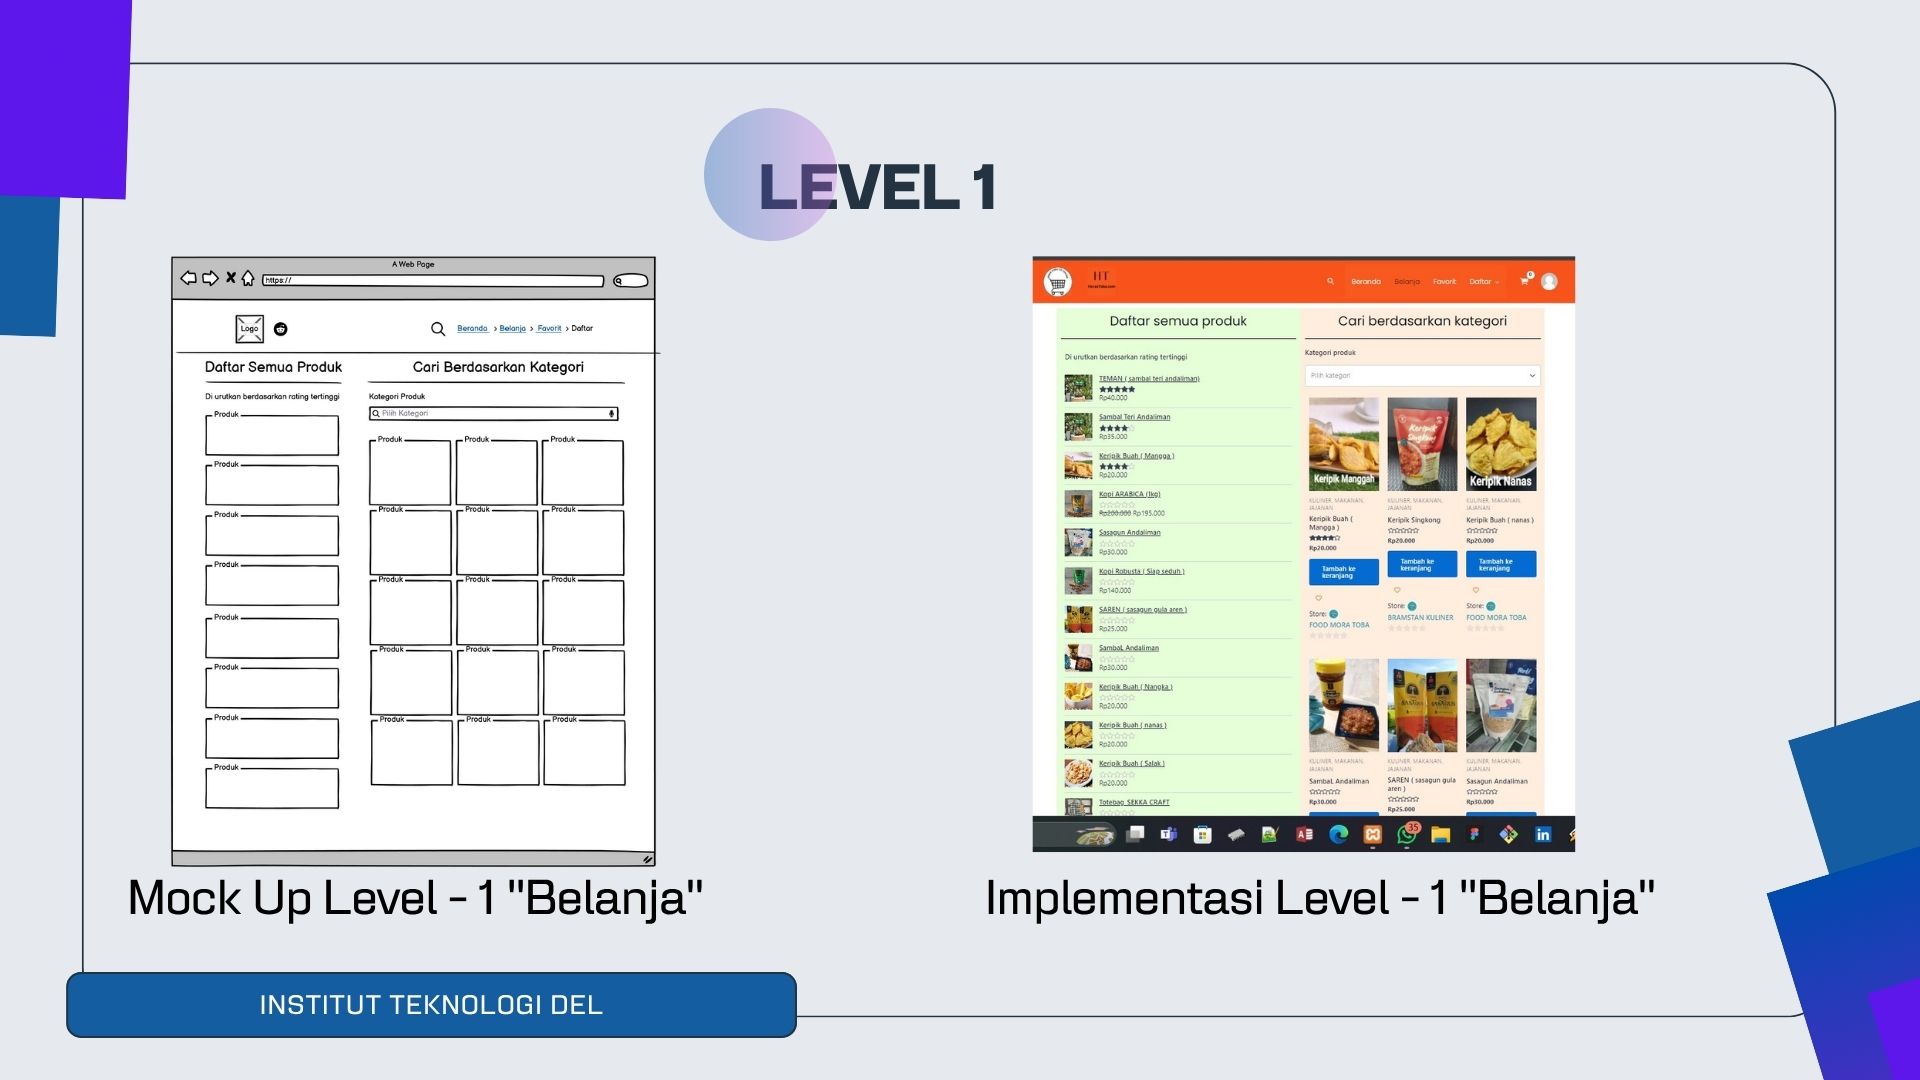 LEVEL 1
A Web Page
https://
Logo
Beranda > Belanja > Favorit > Daftar
Daftar Semua Produk
Di urutkan berdasarkan rating tertinggi
Produk
Produk
Produk
Produk
Produk
Produk
Produk
Produk
Cari Berdasarkan Kategori
Kategori Produk
Pilih Kategori
Produk Produk Produk
Produk Produk Produk
Produk Produk Produk
Produk Produk Produk
Produk Produk Produk
Mock Up Level - 1 "Belanja"
HT
Beranda Belanja Favorit Daftar
0
Daftar semua produk
Di urutkan berdasarkan rating tertinggi
TEMAN ( sambal teri andaliman)
Rp40.000
Sambal Teri Andaliman
Rp35.000
Keripik Buah ( Mangga )
Rp20.000
Kopi ARABICA (1kg)
Rp200.000 Rp195.000
Sasagun Andaliman
Rp30.000
Kopi Robusta ( Siap seduh )
Rp140.000
SAREN ( sasagun gula aren )
Rp25.000
SambaL Andaliman
Rp30.000
Keripik Buah ( Nangka )
Rp20.000
Keripik Buah ( nanas )
Rp20.000
Keripik Buah ( Salak )
Rp20.000
Totebag SEKKA CRAFT
Cari berdasarkan kategori
Kategori produk
Pilih kategori
Keripik Manggah
KULINER, MAKANAN,
JAJANAN
Keripik Buah (
Mangga )
Rp20.000
Tambah ke
keranjang
Store:
FOOD MORA TOBA
Keripik
Singkong
KULINER, MAKANAN,
JAJANAN
Keripik Singkong
Rp20.000
Tambah ke
keranjang
Store:
BRAMSTAN KULINER
Keripik Nanas
KULINER, MAKANAN,
JAJANAN
Keripik Buah ( nanas )
Rp20.000
Tambah ke
keranjang
Store:
FOOD MORA TOBA
KULINER, MAKANAN,
JAJANAN
SambaL Andaliman
Rp30.000
KULINER, MAKANAN,
JAJANAN
SAREN ( sasagun gula
aren )
Rp25.000
KULINER, MAKANAN,
JAJANAN
Sasagun Andaliman
Rp30.000
35
in
Implementasi Level - 1 "Belanja"
INSTITUT TEKNOLOGI DEL